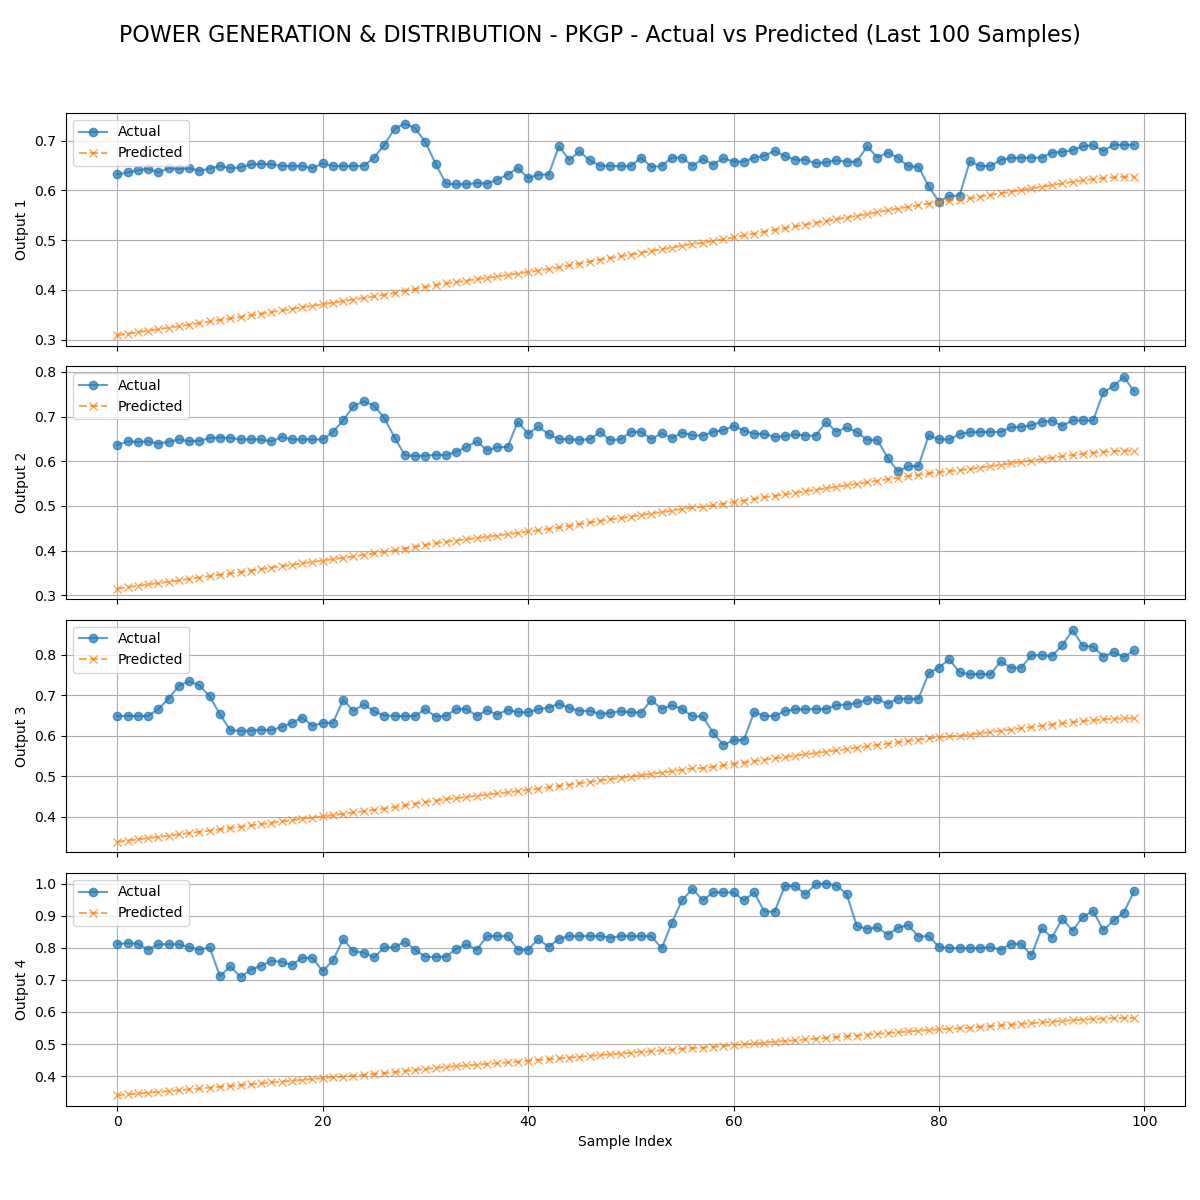 POWER GENERATION & DISTRIBUTION - PKGP - Actual vs Predicted (Last 100 Samples)
Actual
Predicted
0.7
0.6
0.5
0.4
0.3
Output 1
Actual
Predicted
0.8
0.7
0.6
0.5
0.4
0.3
Output 2
Actual
Predicted
0.8
0.7
0.6
0.5
0.4
Output 3
Actual
Predicted
1.0
0.9
0.8
0.7
0.6
0.5
0.4
Output 4
0 20 40 60 80 100
Sample Index